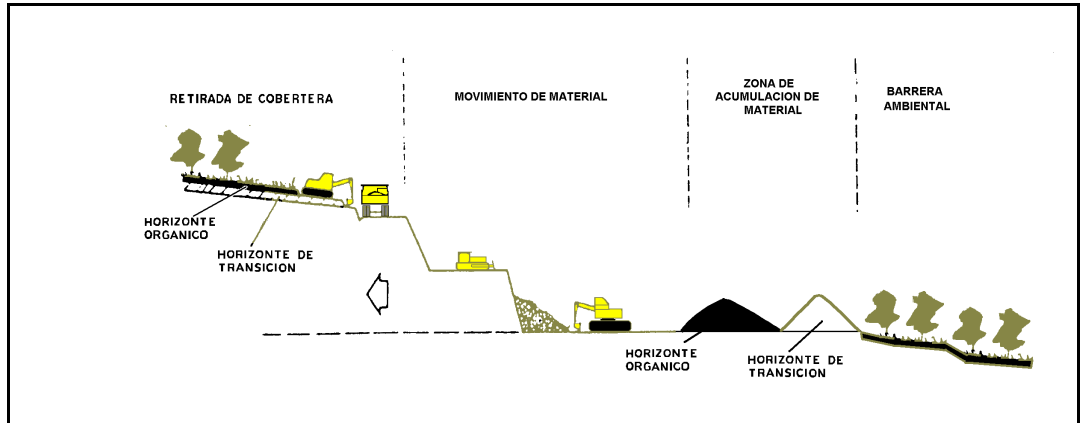 RETIRADA DE COBERTERA
MOVIMIENTO DE MATERIAL
ZONA DE
ACUMULACION DE
MATERIAL
BARRERA
AMBIENTAL
HORIZONTE
ORGANICO
HORIZONTE DE
TRANSICION
HORIZONTE
ORGANICO
HORIZONTE DE
TRANSICION